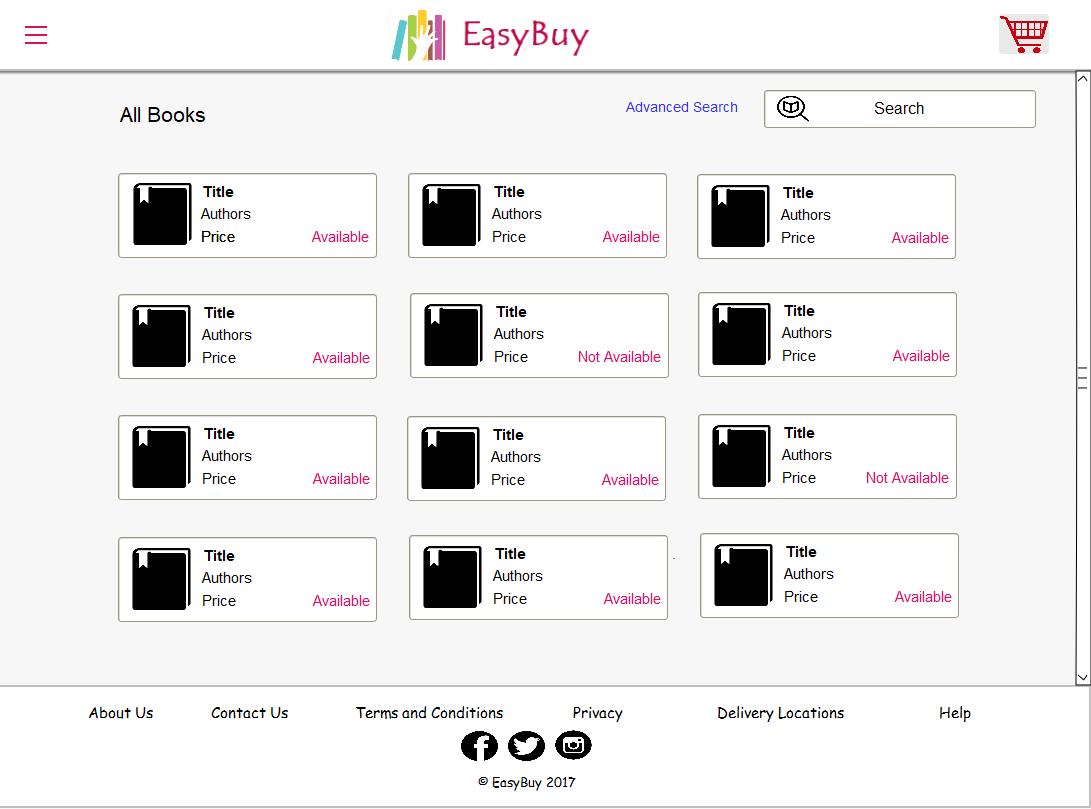 EasyBuy
All Books
Advanced Search
Search
Title
Authors
Price
Available
Title
Authors
Price
Available
Title
Authors
Price
Available
Title
Authors
Price
Available
Title
Authors
Price
Not Available
Title
Authors
Price
Available
Title
Authors
Price
Available
Title
Authors
Price
Available
Title
Authors
Price
Not Available
Title
Authors
Price
Available
Title
Authors
Price
Available
Title
Authors
Price
Available
About Us
Contact Us
Terms and Conditions
Privacy
Delivery Locations
Help
© EasyBuy 2017